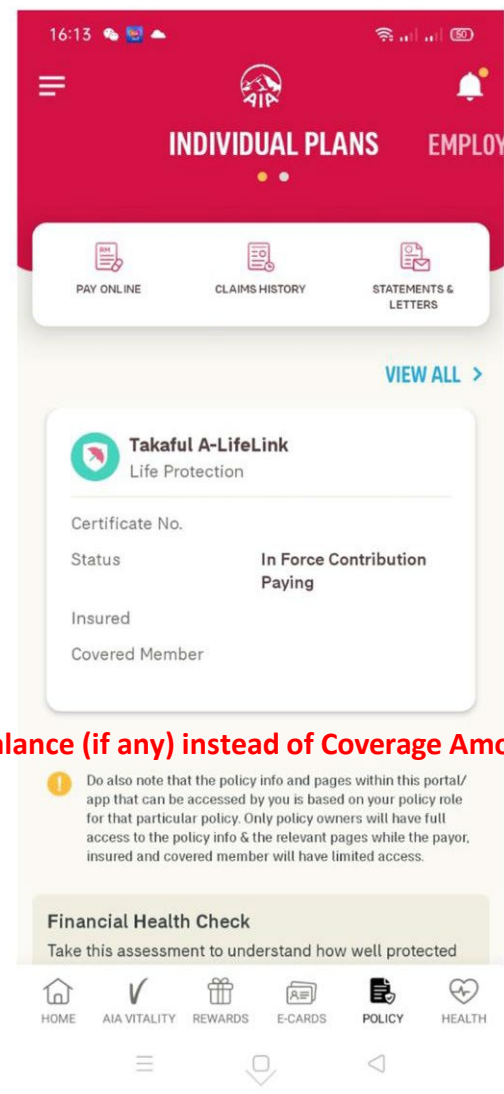 16:13
50
AIA
INDIVIDUAL PLANS EMPLOY
RM
PAY ONLINE
CLAIMS HISTORY
STATEMENTS &
LETTERS
VIEW ALL >
Takaful A-LifeLink
Life Protection
Certificate No.
Status In Force Contribution
Paying
Insured
Covered Member
alance (if any) instead of Coverage Amo
Do also note that the policy info and pages within this portal/
app that can be accessed by you is based on your policy role
for that particular policy. Only policy owners will have full
access to the policy info & the relevant pages while the payor,
insured and covered member will have limited access.
Financial Health Check
Take this assessment to understand how well protected
HOME AIA VITALITY REWARDS E-CARDS POLICY HEALTH